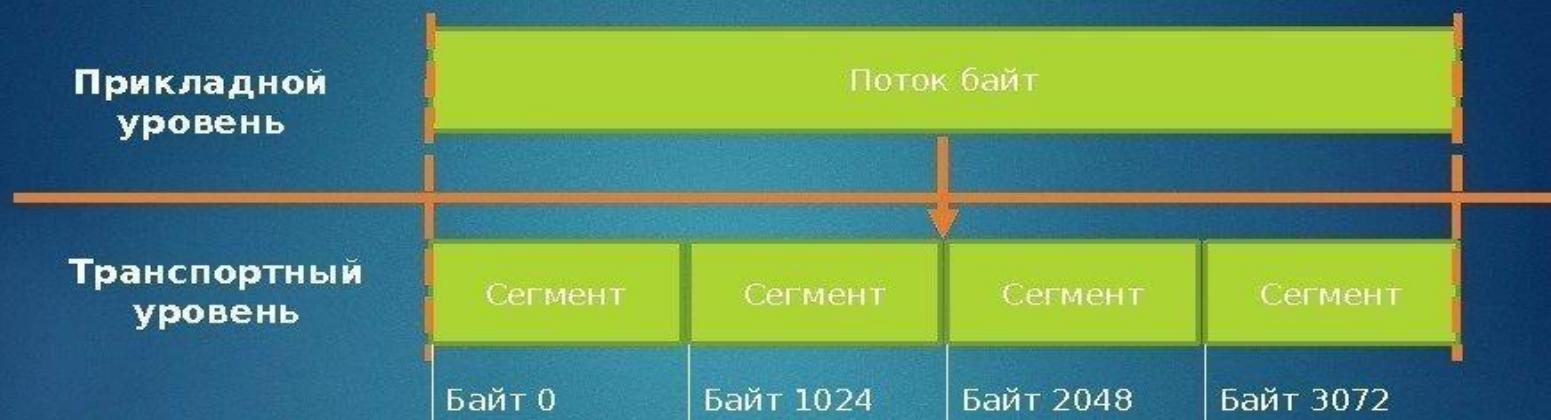 Прикладной
уровень
Поток байт
Транспортный
уровень
Сегмент Сегмент Сегмент Сегмент
Байт 0 Байт 1024 Байт 2048 Байт 3072